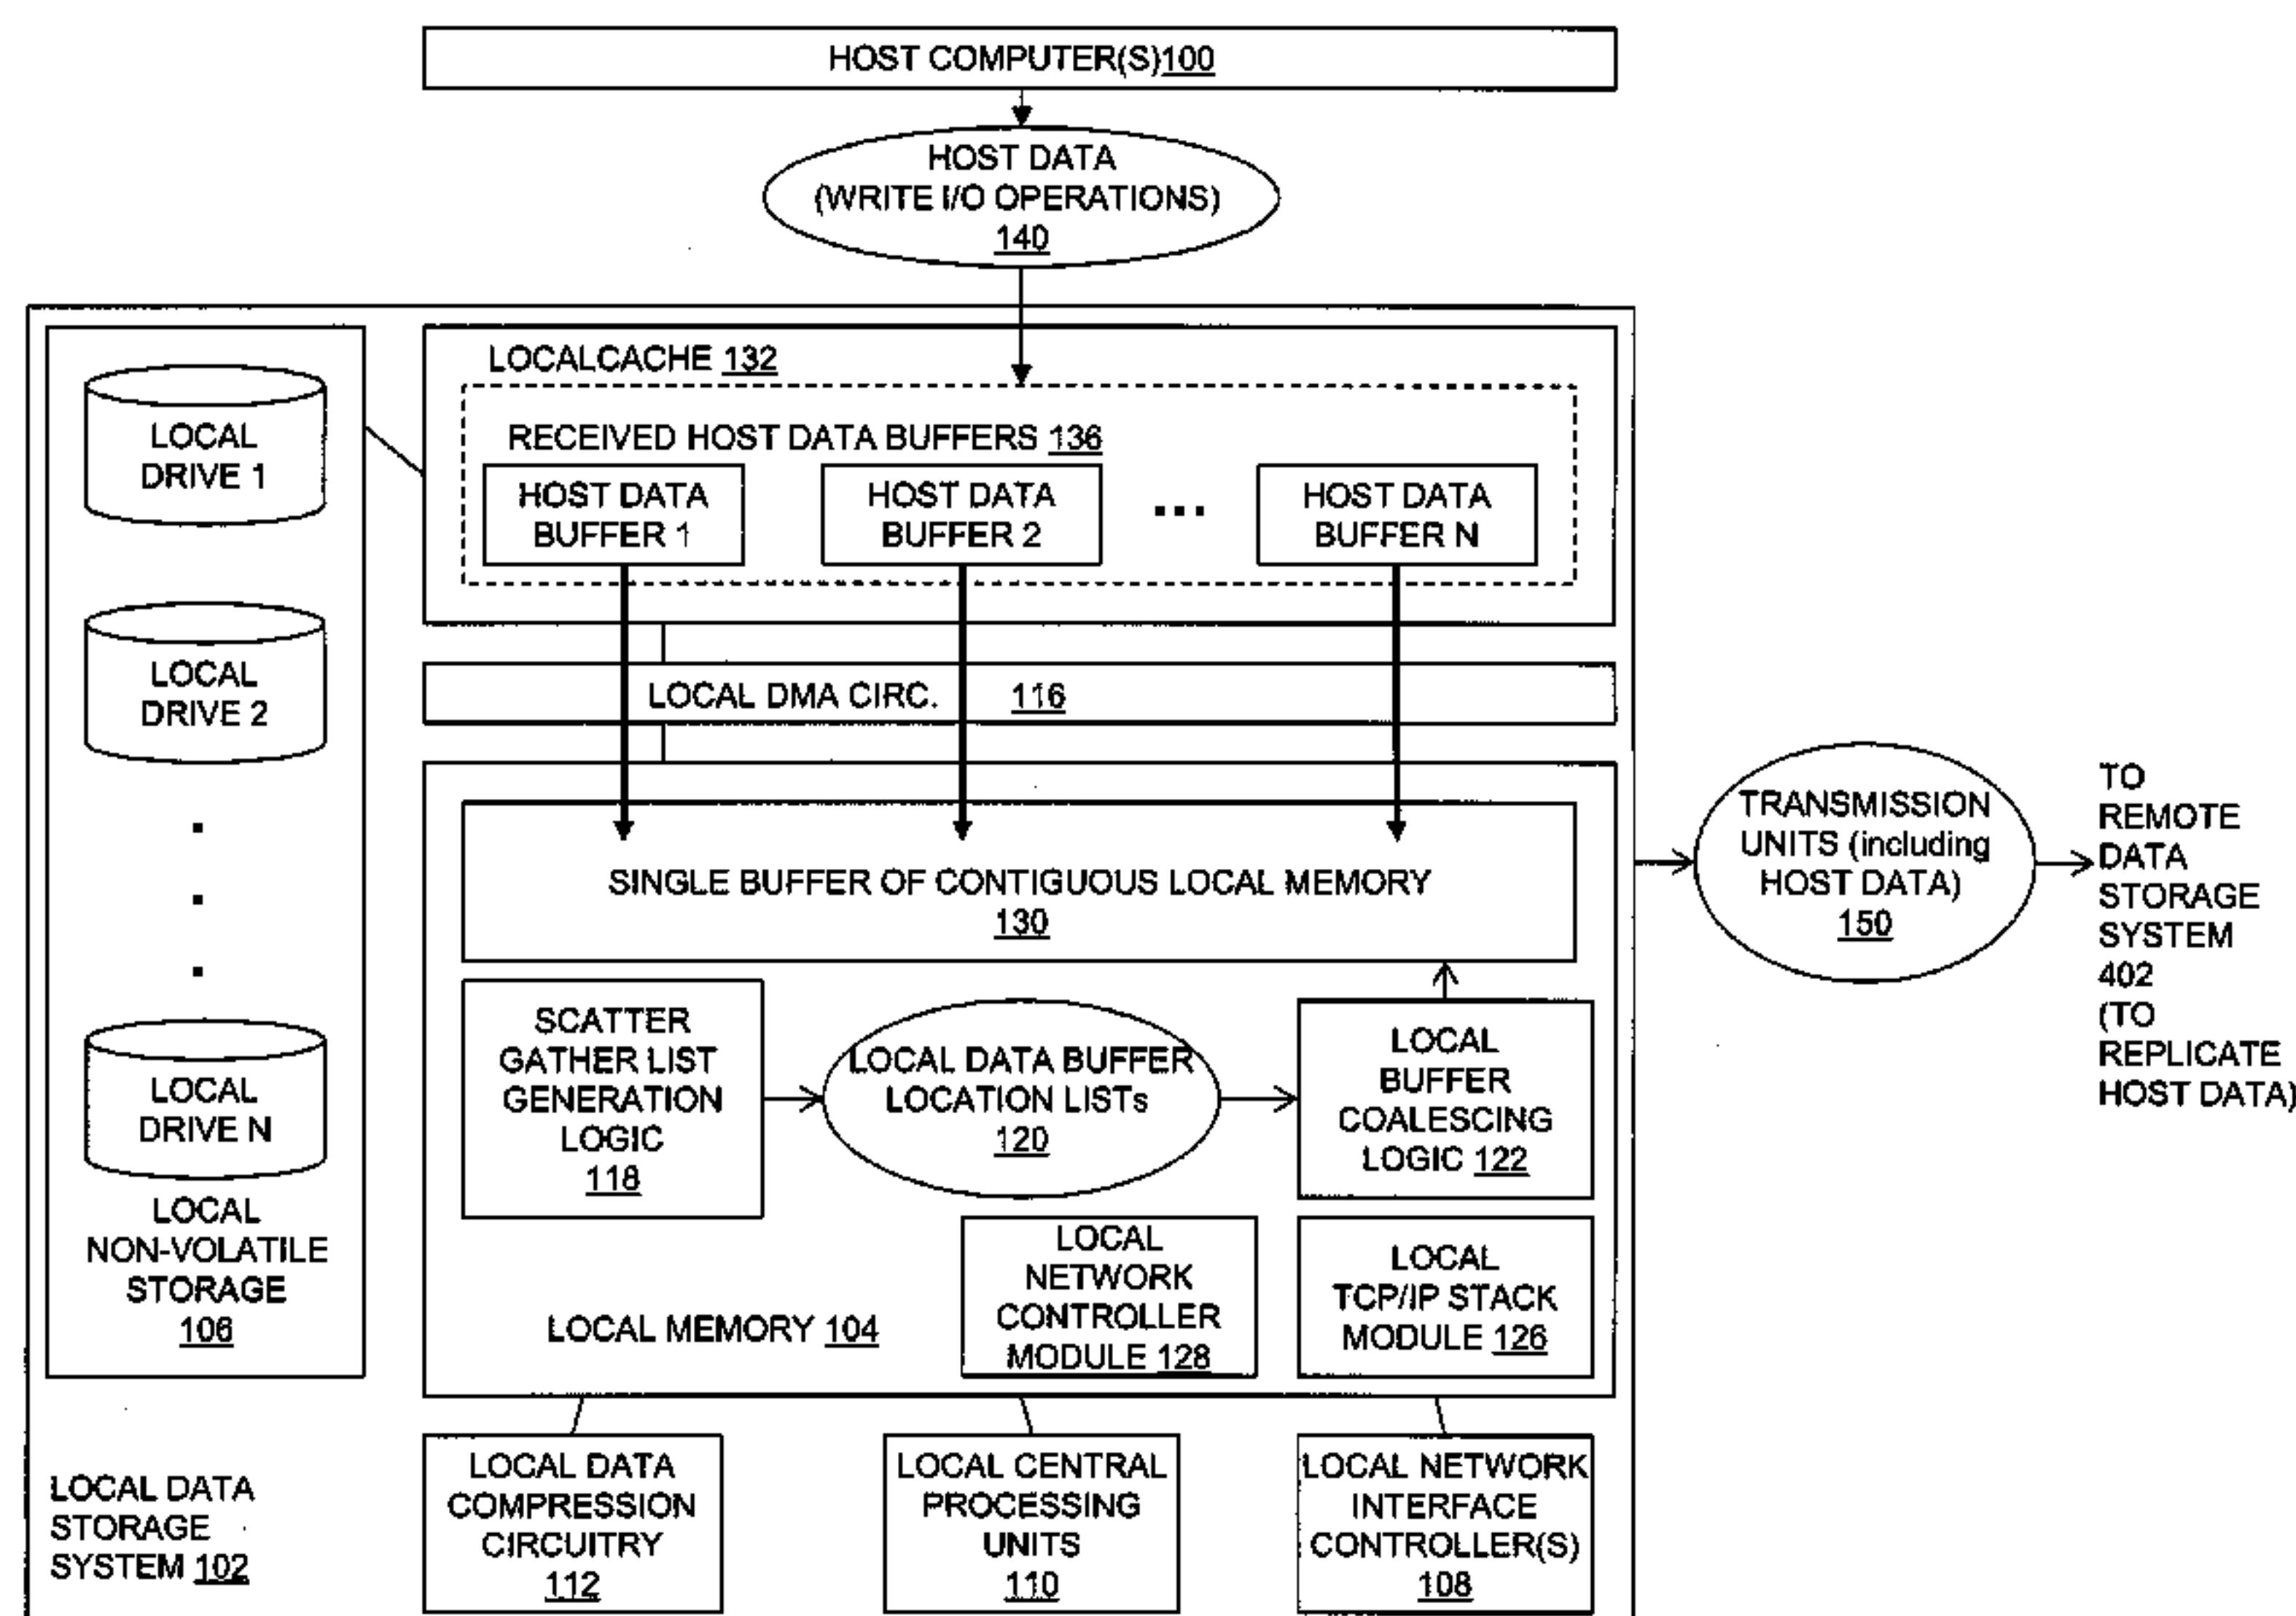 HOST COMPUTER(S)100
HOST DATA
(WRITE I/O OPERATIONS)
140
LOCALCACHE 132
RECEIVED HOST DATA BUFFERS 136
HOST DATA
BUFFER 1
HOST DATA
BUFFER 2
...
HOST DATA
BUFFER N
LOCAL
DRIVE 1
LOCAL
DRIVE 2
LOCAL
DRIVE N
LOCAL
NON-VOLATILE
STORAGE
106
LOCAL DMA CIRC. 116
SINGLE BUFFER OF CONTIGUOUS LOCAL MEMORY
130
SCATTER
GATHER LIST
GENERATION
LOGIC
118
LOCAL DATA BUFFER
LOCATION LISTs
120
LOCAL
BUFFER
COALESCING
LOGIC 122
LOCAL MEMORY 104
LOCAL
NETWORK
CONTROLLER
MODULE 128
LOCAL
TCP/IP STACK
MODULE 126
TRANSMISSION
UNITS (including
HOST DATA)
150
TO
REMOTE
DATA
STORAGE
SYSTEM
402
(TO
REPLICATE
HOST DATA)
LOCAL DATA
STORAGE
SYSTEM 102
LOCAL DATA
COMPRESSION
CIRCUITRY
112
LOCAL CENTRAL
PROCESSING
UNITS
110
LOCAL NETWORK
INTERFACE
CONTROLLER(S)
108